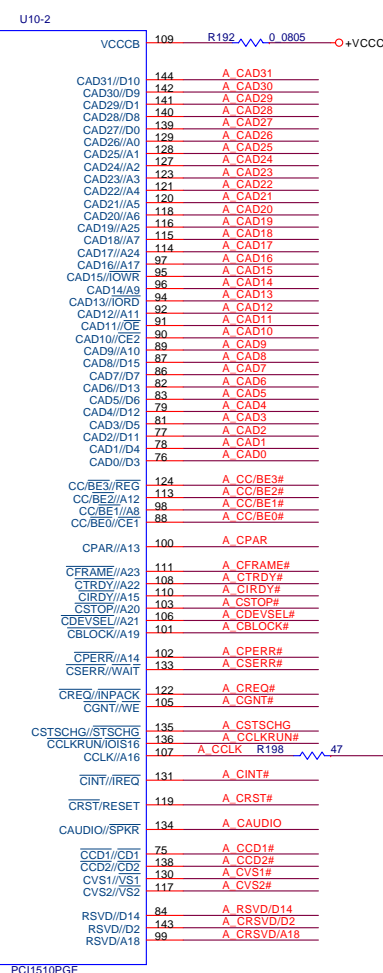 U10-2
VCCCB 109 R192 0_0805 +VCCC
CAD31//D10 144 A_CAD31
CAD30//D9 142 A_CAD30
CAD29//D1 141 A_CAD29
CAD28//D8 140 A_CAD28
CAD27//D0 139 A_CAD27
CAD26//A0 129 A_CAD26
CAD25//A1 128 A_CAD25
CAD24//A2 127 A_CAD24
CAD23//A3 123 A_CAD23
CAD22//A4 121 A_CAD22
CAD21//A5 120 A_CAD21
CAD20//A6 118 A_CAD20
CAD19//A25 116 A_CAD19
CAD18//A7 115 A_CAD18
CAD17//A24 114 A_CAD17
CAD16//A17 97 A_CAD16
CAD15//IOWR 95 A_CAD15
CAD14/A9 96 A_CAD14
CAD13//IORD 94 A_CAD13
CAD12//A11 92 A_CAD12
CAD11//OE 91 A_CAD11
CAD10//CE2 90 A_CAD10
CAD9//A10 89 A_CAD9
CAD8//D15 87 A_CAD8
CAD7//D7 86 A_CAD7
CAD6//D13 82 A_CAD6
CAD5//D6 83 A_CAD5
CAD4//D12 79 A_CAD4
CAD3//D5 81 A_CAD3
CAD2//D11 77 A_CAD2
CAD1//D4 78 A_CAD1
CAD0//D3 76 A_CAD0
CC/BE3//REG 124 A_CC/BE3#
CC/BE2//A12 113 A_CC/BE2#
CC/BE1//A8 98 A_CC/BE1#
CC/BE0//CE1 88 A_CC/BE0#
CPAR//A13 100 A_CPAR
CFRAME//A23 111 A_CFRAME#
CTRDY//A22 108 A_CTRDY#
CIRDY//A15 110 A_CIRDY#
CSTOP//A20 103 A_CSTOP#
CDEVSEL//A21 106 A_CDEVSEL#
CBLOCK//A19 101 A_CBLOCK#
CPERR//A14 102 A_CPERR#
CSERR//WAIT 133 A_CSERR#
CREQ//INPACK 122 A_CREQ#
CGNT//WE 105 A_CGNT#
CSTSCHG//STSCHG 135 A_CSTSCHG
CCLKRUN/IOIS16 136 A_CCLKRUN#
CCLK//A16 107 A_CCLK R198 47
CINT//IREQ 131 A_CINT#
CRST/RESET 119 A_CRST#
CAUDIO//SPKR 134 A_CAUDIO
CCD1//CD1 75 A_CCD1#
CCD2//CD2 138 A_CCD2#
CVS1//VS1 130 A_CVS1#
CVS2//VS2 117 A_CVS2#
RSVD//D14 84 A_RSVD/D14
RSVD//D2 143 A_CRSVD/D2
RSVD/A18 99 A_CRSVD/A18
PCI1510PGE